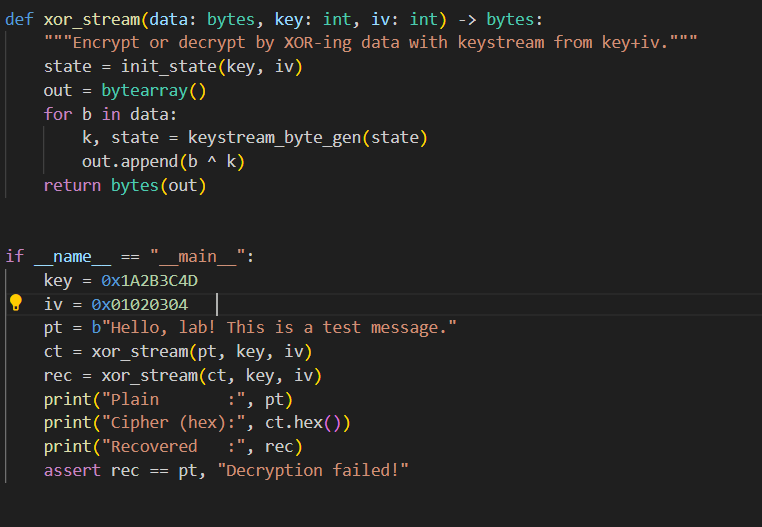 def xor_stream(data: bytes, key: int, iv: int) -> bytes:
    """Encrypt or decrypt by XOR-ing data with keystream from key+iv."""
    state = init_state(key, iv)
    out = bytearray()
    for b in data:
        k, state = keystream_byte_gen(state)
        out.append(b ^ k)
    return bytes(out)
if __name__ == "__main__":
    key = 0x1A2B3C4D
    iv = 0x01020304
    pt = b"Hello, lab! This is a test message."
    ct = xor_stream(pt, key, iv)
    rec = xor_stream(ct, key, iv)
    print("Plain       :", pt)
    print("Cipher (hex):", ct.hex())
    print("Recovered   :", rec)
    assert rec == pt, "Decryption failed!"